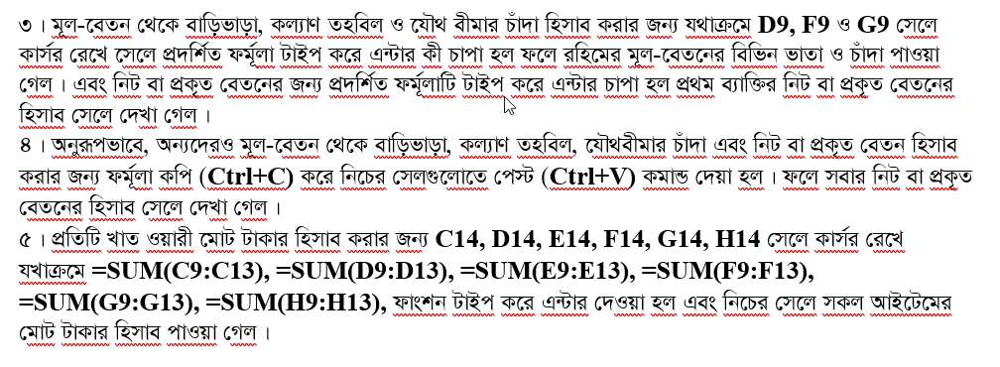 ৩। মূল-বেতন থেকে বাড়িভাড়া, কল্যাণ তহবিল ও যৌথ বীমার চাঁদা হিসাব করার জন্য যথাক্রমে D9, F9 ও G9 সেলে
কার্সর রেখে সেলে প্রদর্শিত ফর্মূলা টাইপ করে এন্টার কী চাপা হল ফলে রহিমের মূল-বেতনের বিভিন ভাতা ও চাঁদা পাওয়া
গেল। এবং নিট বা প্রকৃত বেতনের জন্য প্রদর্শিত ফর্মূলাটি টাইপ করে এন্টার চাপা হল প্রথম ব্যাক্তির নিট বা প্রকৃত বেতনের
হিসাব সেলে দেখা গেল।
৪। অনুরূপভাবে, অন্যদেরও মূল-বেতন থেকে বাড়িভাড়া, কল্যাণ তহবিল, যৌথবীমার চাঁদা এবং নিট বা প্রকৃত বেতন হিসাব
করার জন্য ফর্মূলা কপি (Ctrl+C) করে নিচের সেলগুলোতে পেস্ট (Ctrl+V) কমান্ড দেয়া হল। ফলে সবার নিট বা প্রকৃত
বেতনের হিসাব সেলে দেখা গেল।
৫। প্রতিটি খাত ওয়ারী মোট টাকার হিসাব করার জন্য C14, D14, E14, F14, G14, H14 সেলে কার্সর রেখে
যখাক্রমে =SUM(C9:C13), =SUM(D9:D13), =SUM(E9:E13), =SUM(F9:F13),
=SUM(G9:G13), =SUM(H9:H13), ফাংশন টাইপ করে এন্টার দেওয়া হল এবং নিচের সেলে সকল আইটেমের
মোট টাকার হিসাব পাওয়া গেল।